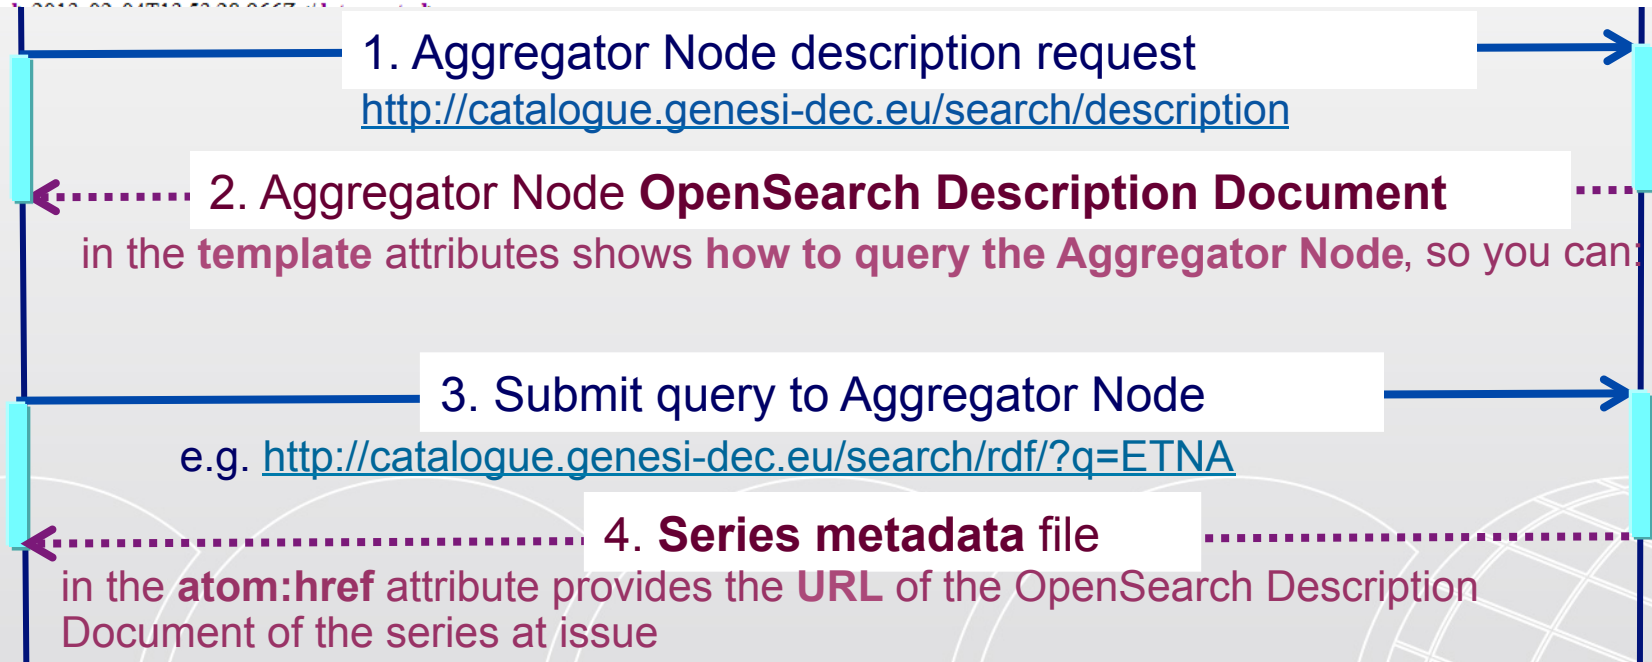 1. Aggregator Node description request
http://catalogue.genesi-dec.eu/search/description
2. Aggregator Node OpenSearch Description Document
in the template attributes shows how to query the Aggregator Node, so you can:
3. Submit query to Aggregator Node
e.g. http://catalogue.genesi-dec.eu/search/rdf/?q=ETNA
4. Series metadata file
in the atom:href attribute provides the URL of the OpenSearch Description
Document of the series at issue